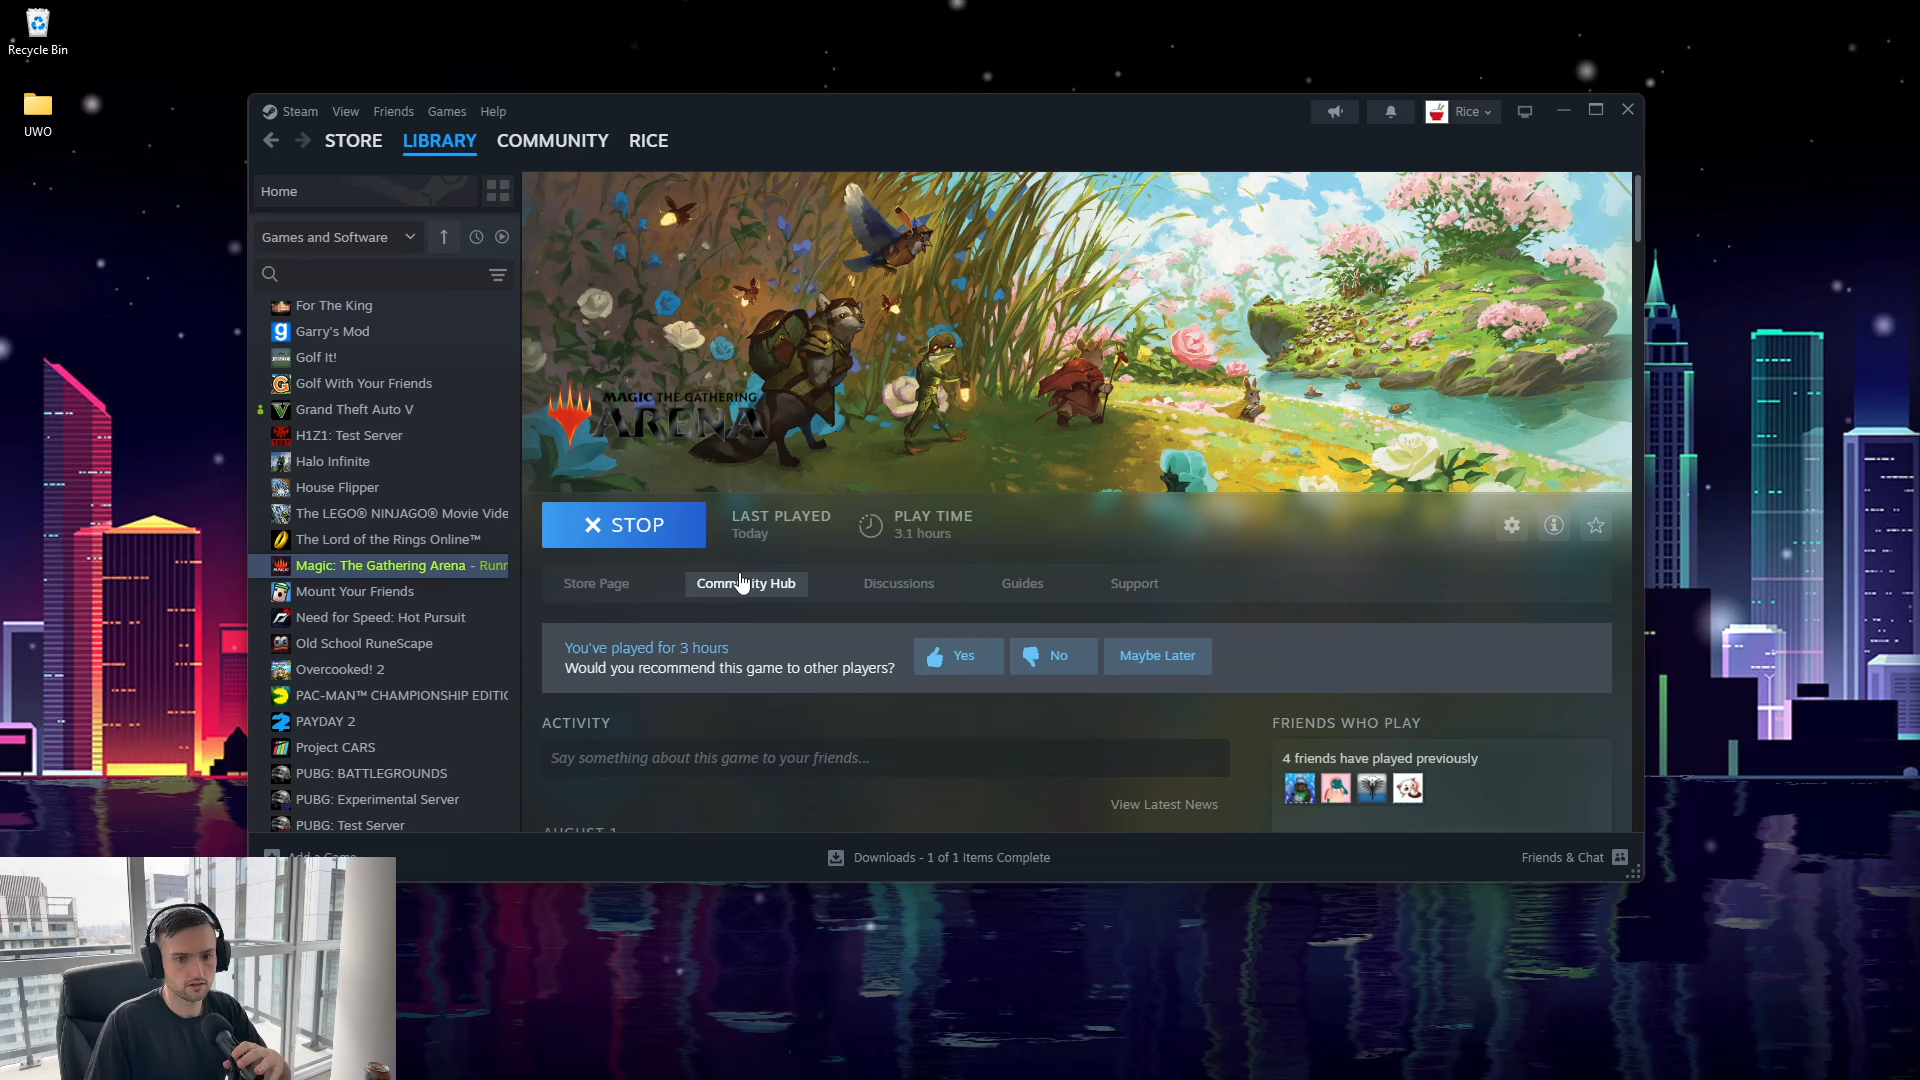 Recycle Bin
UWO
Steam View Friends Games Help
Rice
STORE LIBRARY COMMUNITY RICE
Home
Games and Software
For The King
Garry's Mod
Golf It!
Golf With Your Friends
Grand Theft Auto V
H1Z1: Test Server
Halo Infinite
House Flipper
The LEGO® NINJAGO® Movie Vide
The Lord of the Rings Online™
Magic: The Gathering Arena - Runr
Mount Your Friends
Need for Speed: Hot Pursuit
Old School RuneScape
Overcooked! 2
PAC-MAN™ CHAMPIONSHIP EDITIC
PAYDAY 2
Project CARS
PUBG: BATTLEGROUNDS
PUBG: Experimental Server
PUBG: Test Server
Add a Game
MAGIC THE GATHERING
ARENA
STOP
LAST PLAYED
Today
PLAY TIME
3.1 hours
Store Page Community Hub Discussions Guides Support
You've played for 3 hours
Would you recommend this game to other players?
Yes No Maybe Later
ACTIVITY
Say something about this game to your friends...
View Latest News
AUGUST 1
FRIENDS WHO PLAY
4 friends have played previously
Downloads - 1 of 1 Items Complete
Friends & Chat